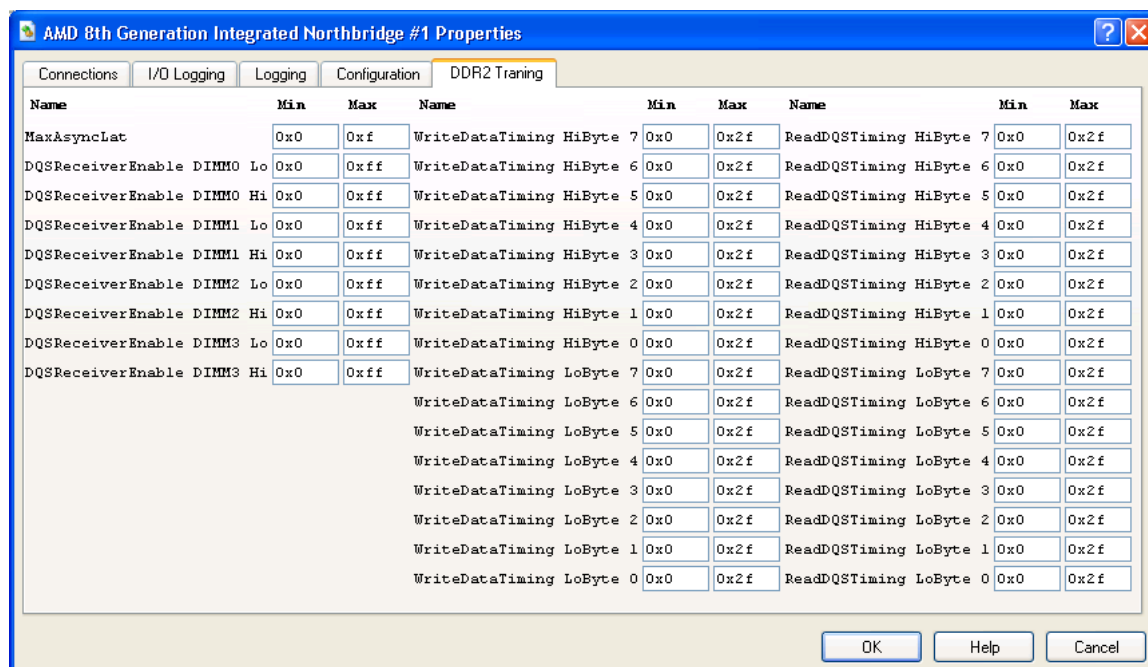 AMD 8th Generation Integrated Northbridge #1 Properties
Connections I/O Logging Logging Configuration DDR2 Traning
Name Min Max Name Min Max Name Min Max
MaxAsyncLat 0x0 0xf WriteDataTiming HiByte 7 0x0 0x2f ReadDQSTiming HiByte 7 0x0 0x2f
DQSReceiverEnable DIMM0 Lo 0x0 0xff WriteDataTiming HiByte 6 0x0 0x2f ReadDQSTiming HiByte 6 0x0 0x2f
DQSReceiverEnable DIMM0 Hi 0x0 0xff WriteDataTiming HiByte 5 0x0 0x2f ReadDQSTiming HiByte 5 0x0 0x2f
DQSReceiverEnable DIMM1 Lo 0x0 0xff WriteDataTiming HiByte 4 0x0 0x2f ReadDQSTiming HiByte 4 0x0 0x2f
DQSReceiverEnable DIMM1 Hi 0x0 0xff WriteDataTiming HiByte 3 0x0 0x2f ReadDQSTiming HiByte 3 0x0 0x2f
DQSReceiverEnable DIMM2 Lo 0x0 0xff WriteDataTiming HiByte 2 0x0 0x2f ReadDQSTiming HiByte 2 0x0 0x2f
DQSReceiverEnable DIMM2 Hi 0x0 0xff WriteDataTiming HiByte 1 0x0 0x2f ReadDQSTiming HiByte 1 0x0 0x2f
DQSReceiverEnable DIMM3 Lo 0x0 0xff WriteDataTiming HiByte 0 0x0 0x2f ReadDQSTiming HiByte 0 0x0 0x2f
DQSReceiverEnable DIMM3 Hi 0x0 0xff WriteDataTiming LoByte 7 0x0 0x2f ReadDQSTiming LoByte 7 0x0 0x2f
WriteDataTiming LoByte 6 0x0 0x2f ReadDQSTiming LoByte 6 0x0 0x2f
WriteDataTiming LoByte 5 0x0 0x2f ReadDQSTiming LoByte 5 0x0 0x2f
WriteDataTiming LoByte 4 0x0 0x2f ReadDQSTiming LoByte 4 0x0 0x2f
WriteDataTiming LoByte 3 0x0 0x2f ReadDQSTiming LoByte 3 0x0 0x2f
WriteDataTiming LoByte 2 0x0 0x2f ReadDQSTiming LoByte 2 0x0 0x2f
WriteDataTiming LoByte 1 0x0 0x2f ReadDQSTiming LoByte 1 0x0 0x2f
WriteDataTiming LoByte 0 0x0 0x2f ReadDQSTiming LoByte 0 0x0 0x2f
OK Help Cancel